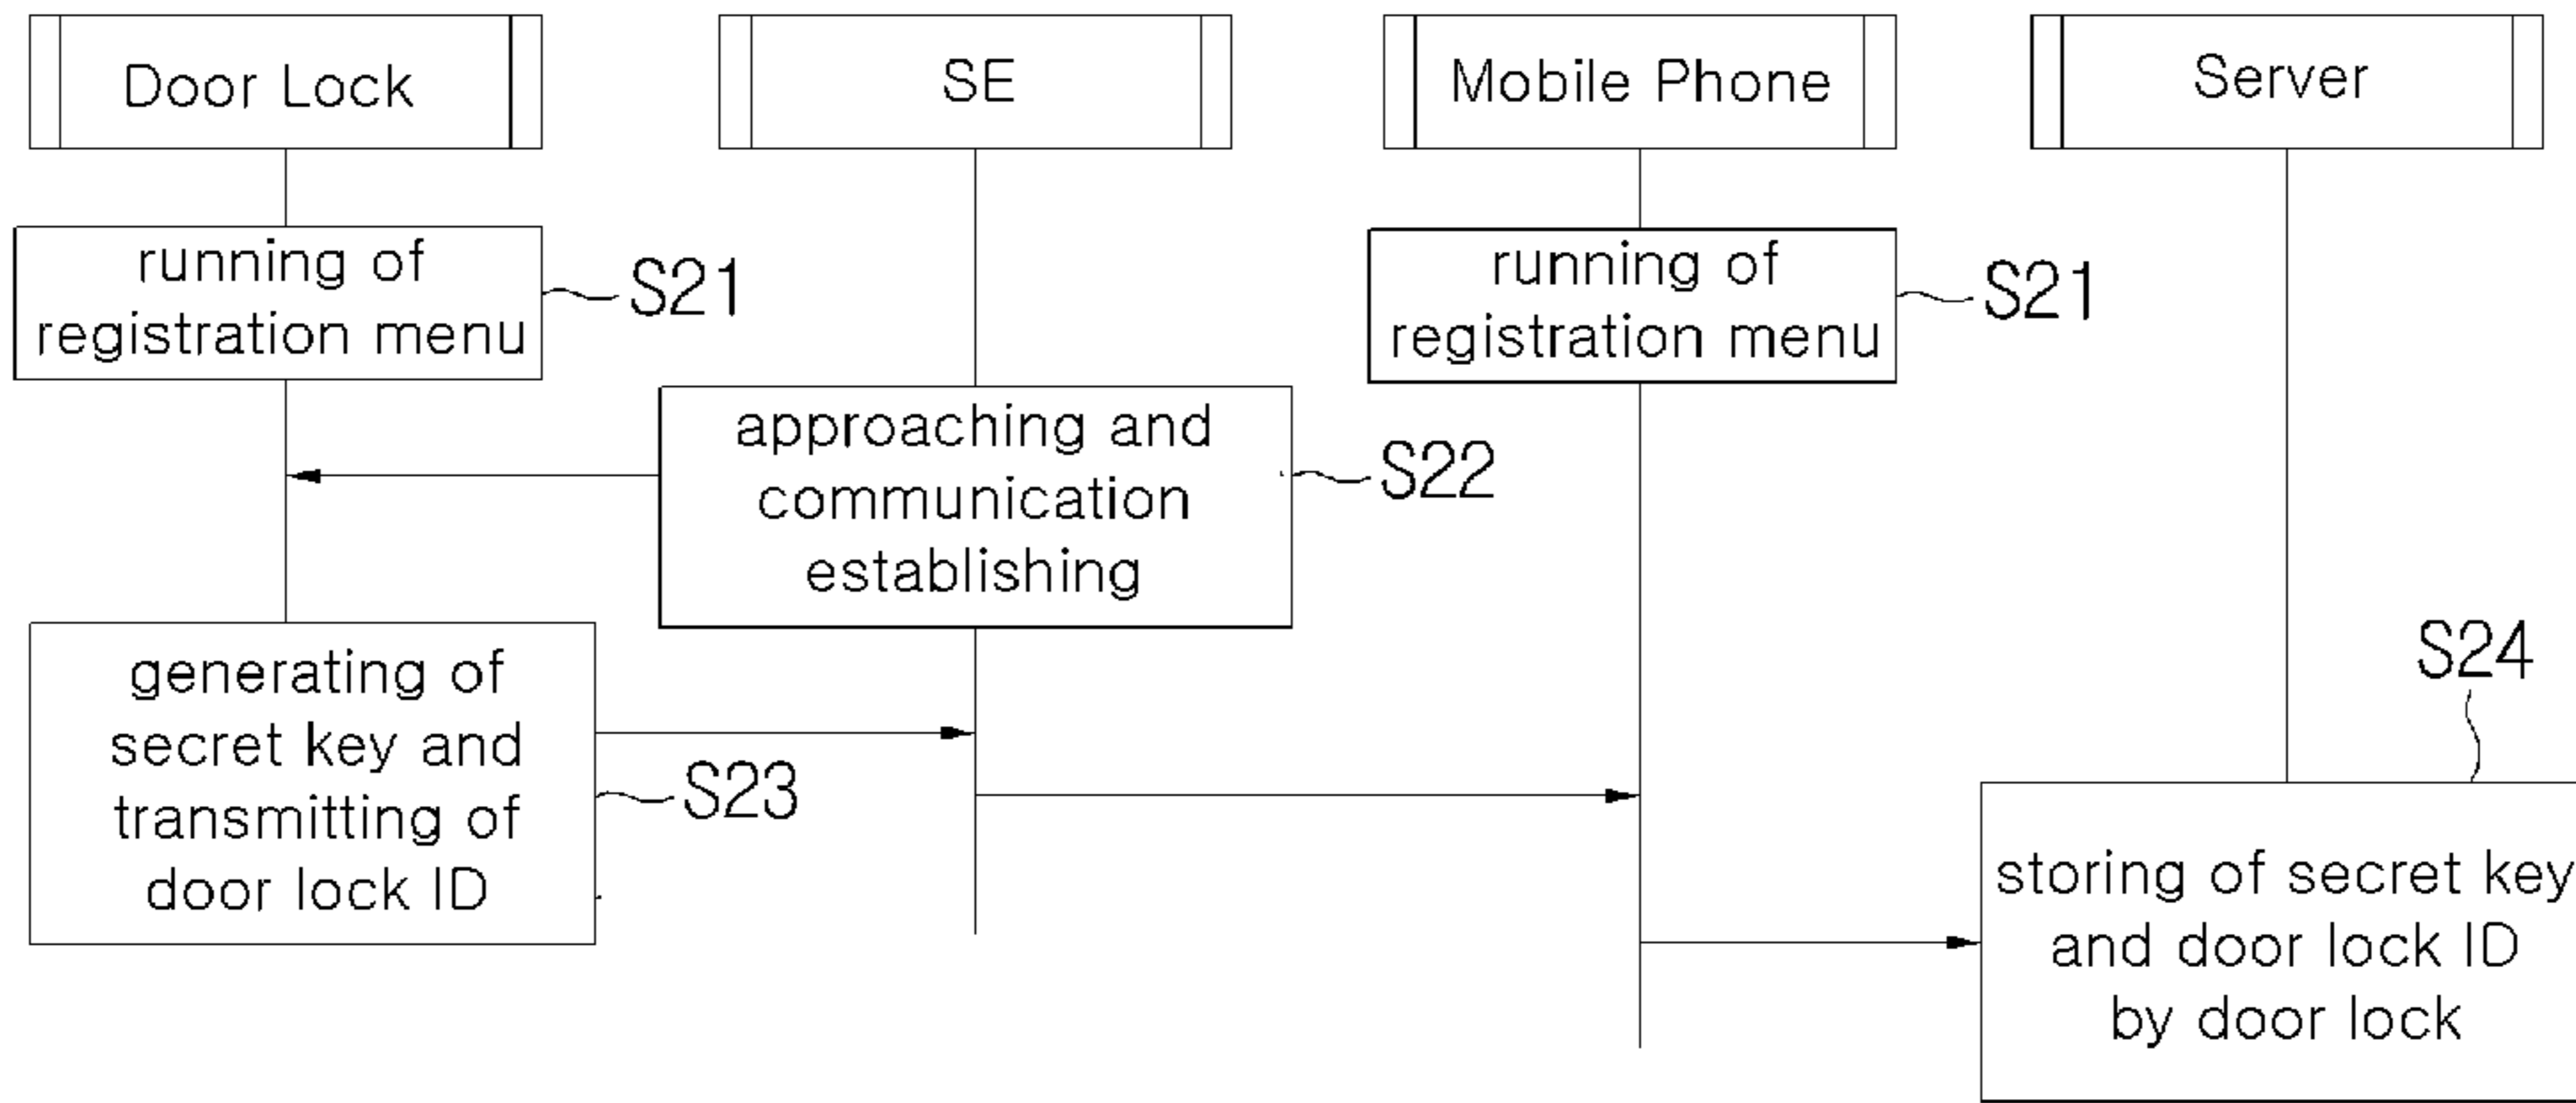 Door Lock
SE
Mobile Phone
Server
running of
registration menu
S21
running of
registration menu
S21
approaching and
communication
establishing
S22
generating of
secret key and
transmitting of
door lock ID
S23
S24
storing of secret key
and door lock ID
by door lock